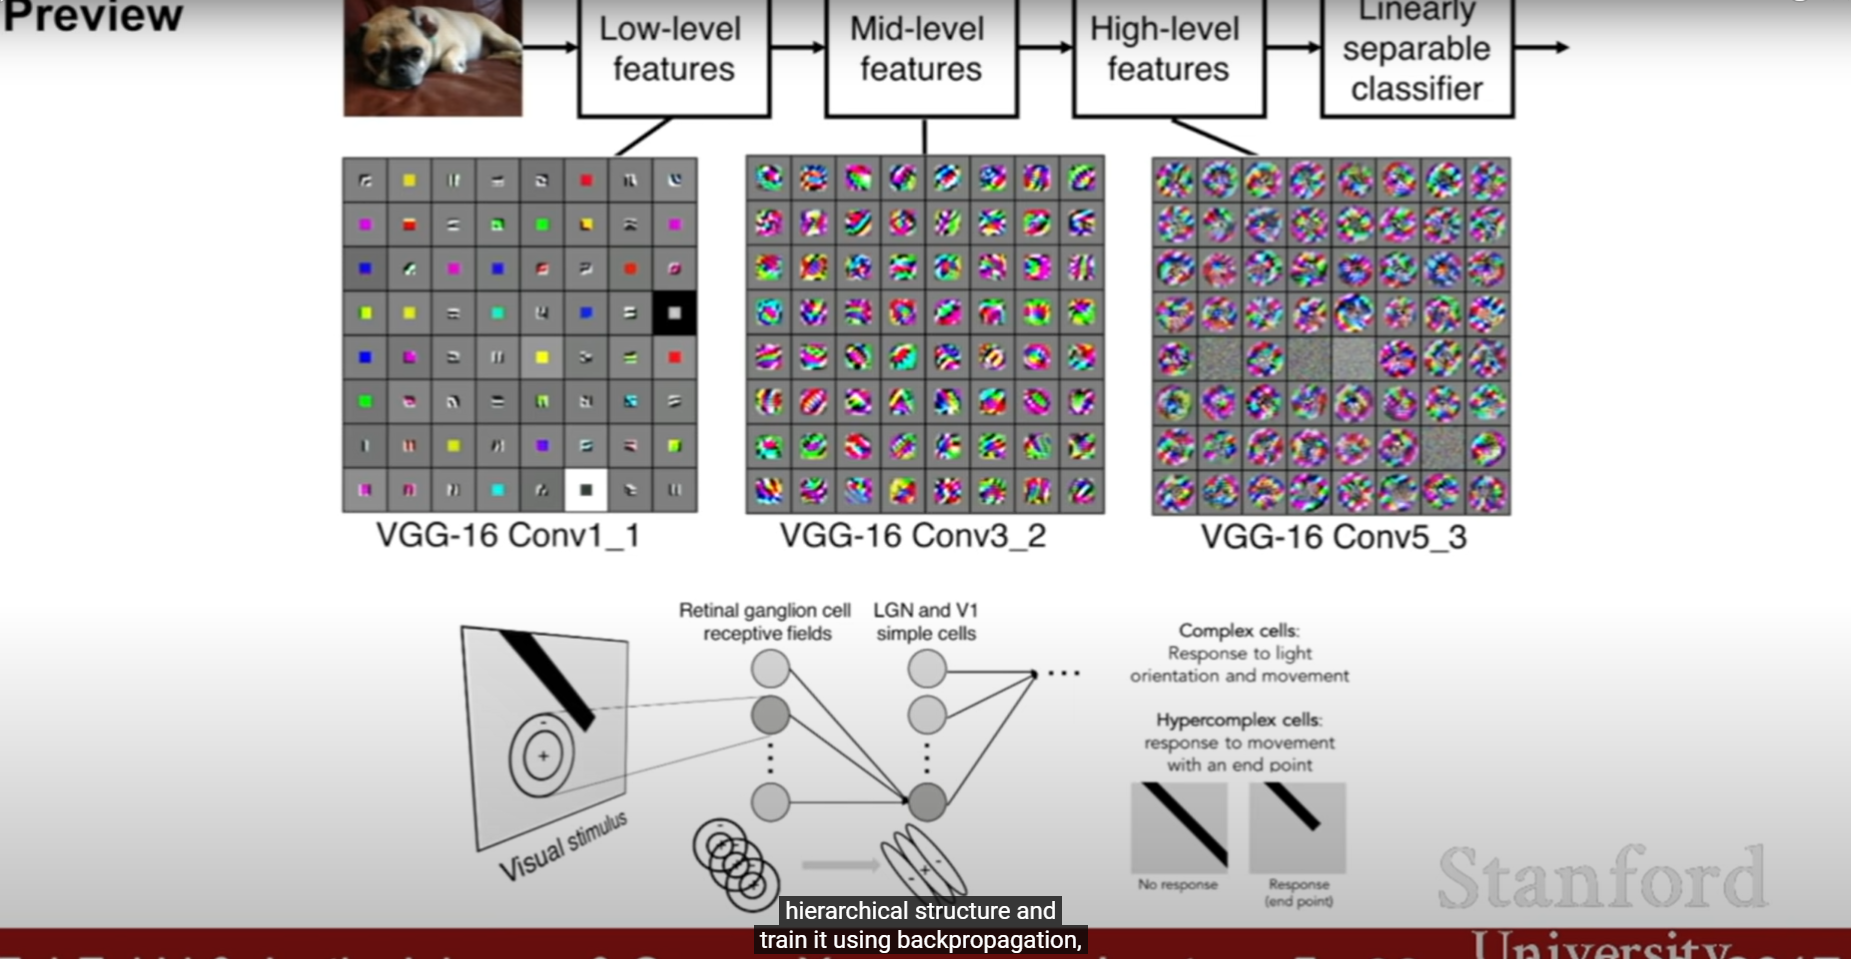 Preview
Low-level
features
Mid-level
features
High-level
features
Linearly
separable
classifier
VGG-16 Conv1_1
VGG-16 Conv3_2
VGG-16 Conv5_3
Retinal ganglion cell
receptive fields
LGN and V1
simple cells
Complex cells:
Response to light
orientation and movement
Hypercomplex cells:
response to movement
with an end point
Visual stimulus
No response
Response
(end point)
Stanford
University
hierarchical structure and
train it using backpropagation,